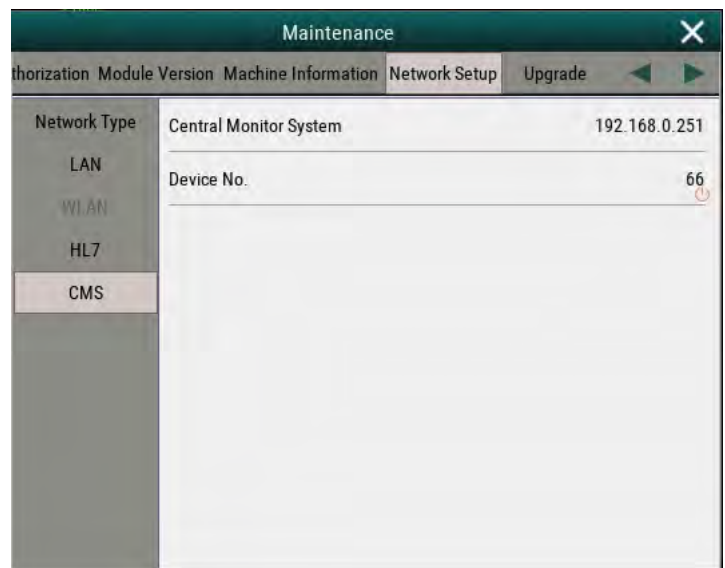 Maintenance
thorization Module Version Machine Information Network Setup Upgrade
Network Type
LAN
WLAN
HL7
CMS
Central Monitor System 192.168.0.251
Device No. 66